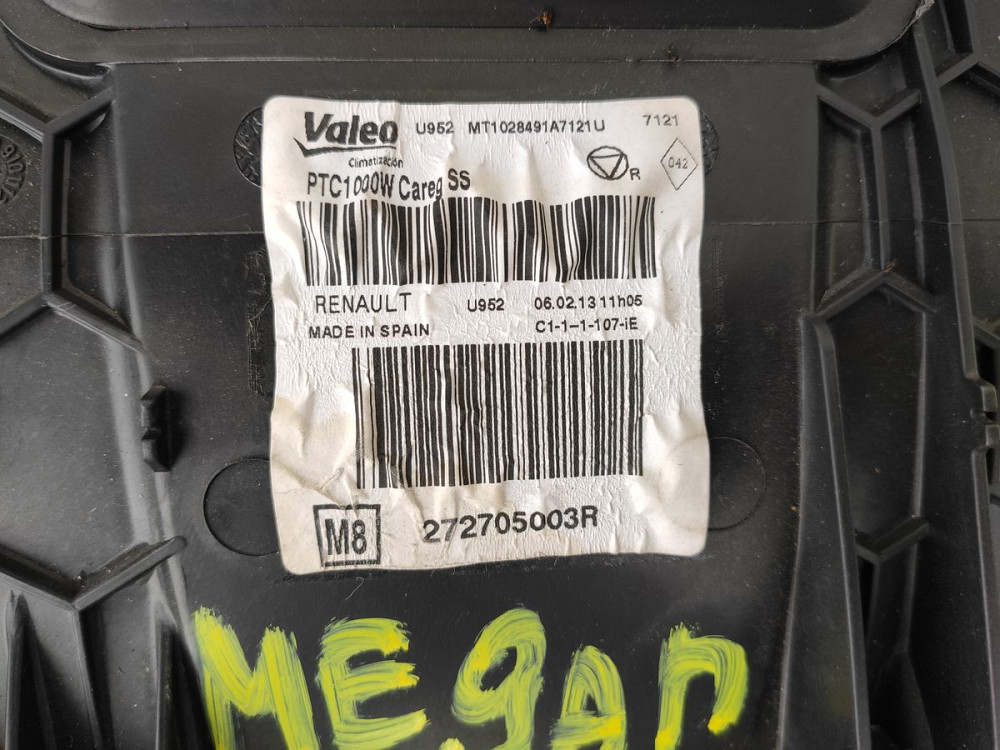 Valeo U952 MT1028491A7121U 7121
Climatización
PTC1000W Careg SS
R
042
RENAULT U952 06.02.13 11h05
MADE IN SPAIN C1-1-1-107-iE
M8 272705003R
MEgAn